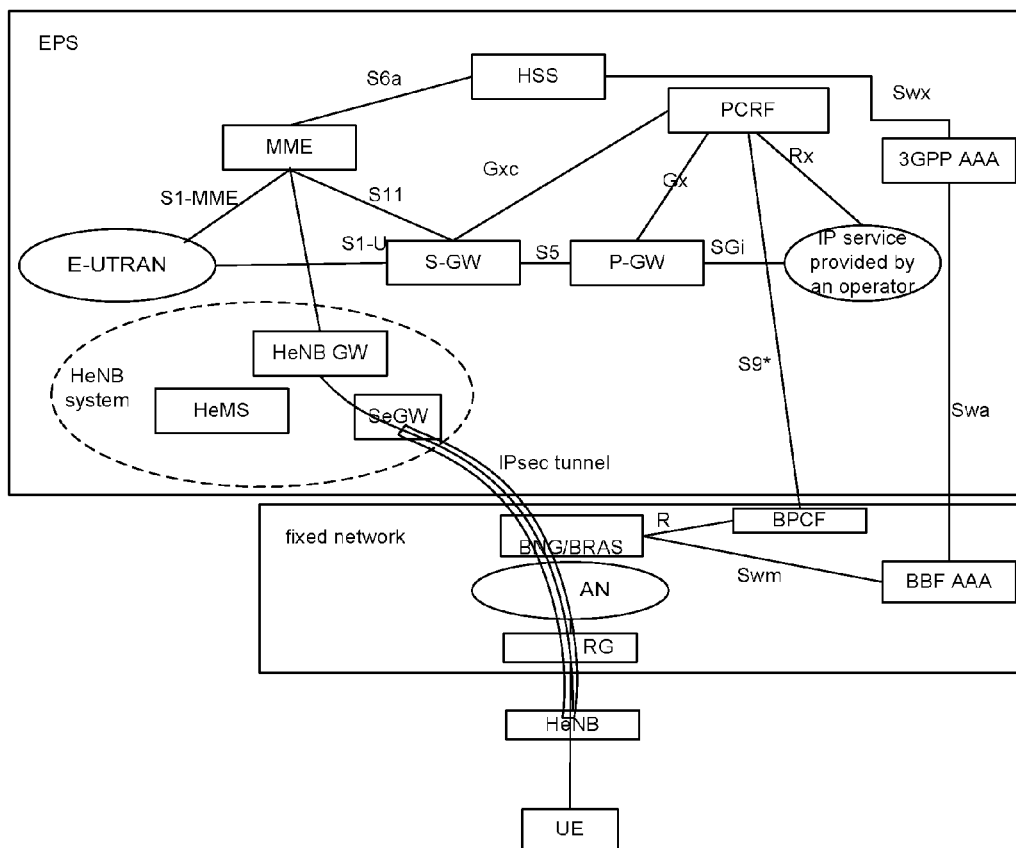 EPS
S6a
HSS
Swx
PCRF
MME
3GPP AAA
Gxc
Gx
Rx
S1-MME
S11
S1-U
E-UTRAN
S-GW
S5
P-GW
SGi
IP service
provided by
an operator
HeNB GW
HeNB
system
HeMS
SeGW
S9*
Swa
IPsec tunnel
fixed network
BNG/BRAS
R
BPCF
Swm
BBF AAA
AN
RG
HeNB
UE